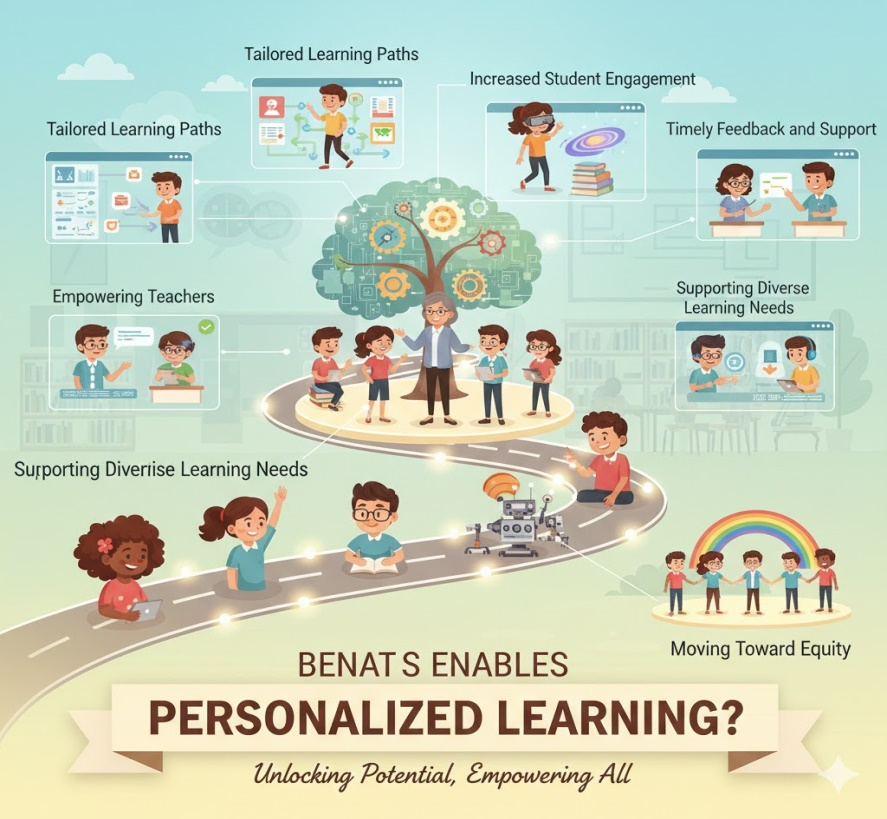 Tailored Learning Paths
Increased Student Engagement
Tailored Learning Paths
Timely Feedback and Support
Empowering Teachers
Supporting Diverse
Learning Needs
Supporting Divertise Learning Needs
Moving Toward Equity
BENAT S ENABLES
PERSONALIZED LEARNING?
Unlocking Potential, Empowering All